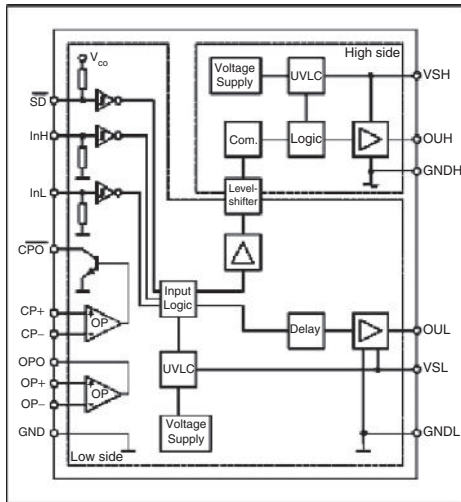 High side
V_co
Voltage
Supply
UVLC
VSH
SD
InH
Com.
Logic
OUH
GNDH
InL
Level-
shifter
CPO
Input
Logic
CP+
CP−
OP
Delay
OUL
OPO
OP+
OP−
OP
UVLC
VSL
Voltage
Supply
GND
GNDL
Low side